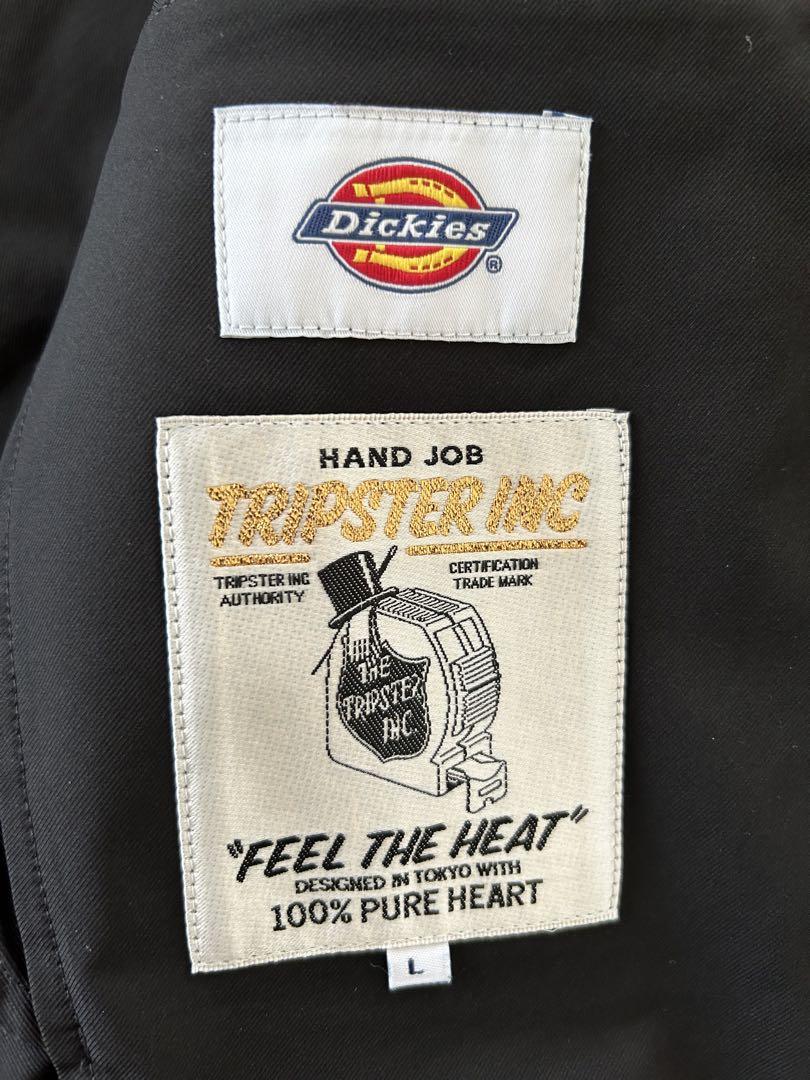 Dickies®
HAND JOB
TRIPSTER INC
TRIPSTER INC
AUTHORITY
CERTIFICATION
TRADE MARK
THE
TRIPSTER
INC.
"FEEL THE HEAT"
DESIGNED IN TOKYO WITH
100% PURE HEART
L